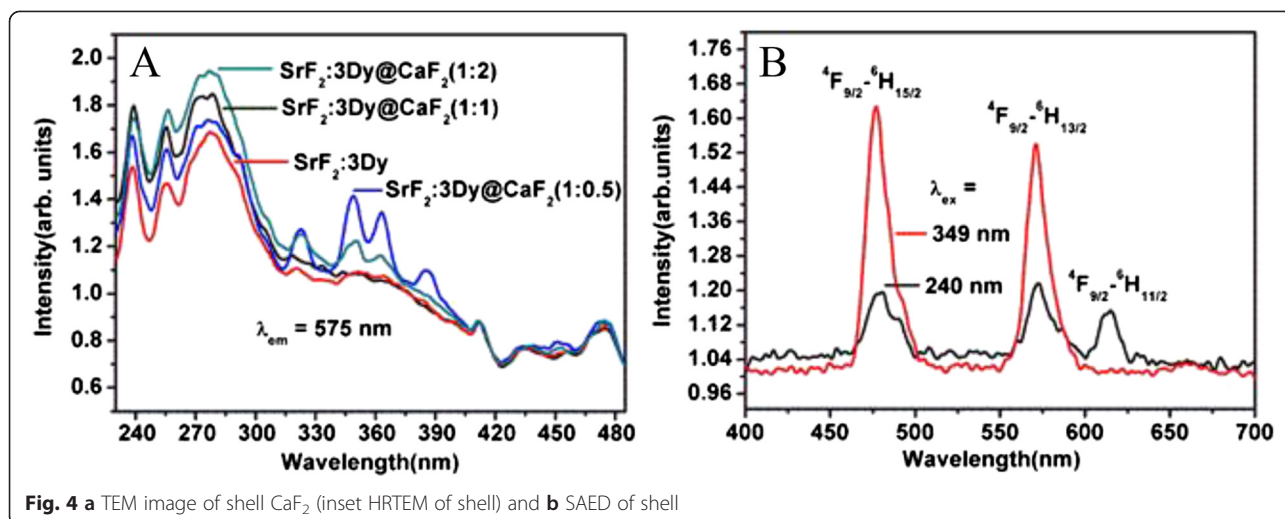 A
2.0
1.8
1.6
1.4
1.2
1.0
0.8
0.6
Intensity(arb.units)
SrF₂:3Dy@CaF₂(1:2)
SrF₂:3Dy@CaF₂(1:1)
SrF₂:3Dy
SrF₂:3Dy@CaF₂(1:0.5)
λem = 575 nm
240 270 300 330 360 390 420 450 480
Wavelength(nm)
B
1.76
1.68
1.60
1.52
1.44
1.36
1.28
1.20
1.12
1.04
0.96
Intensity(arb.units)
⁴F9/2-⁶H15/2
⁴F9/2-⁶H13/2
λex =
349 nm
240 nm
⁴F9/2-⁶H11/2
400 450 500 550 600 650 700
Wavelength(nm)
Fig. 4 a TEM image of shell CaF₂ (inset HRTEM of shell) and b SAED of shell